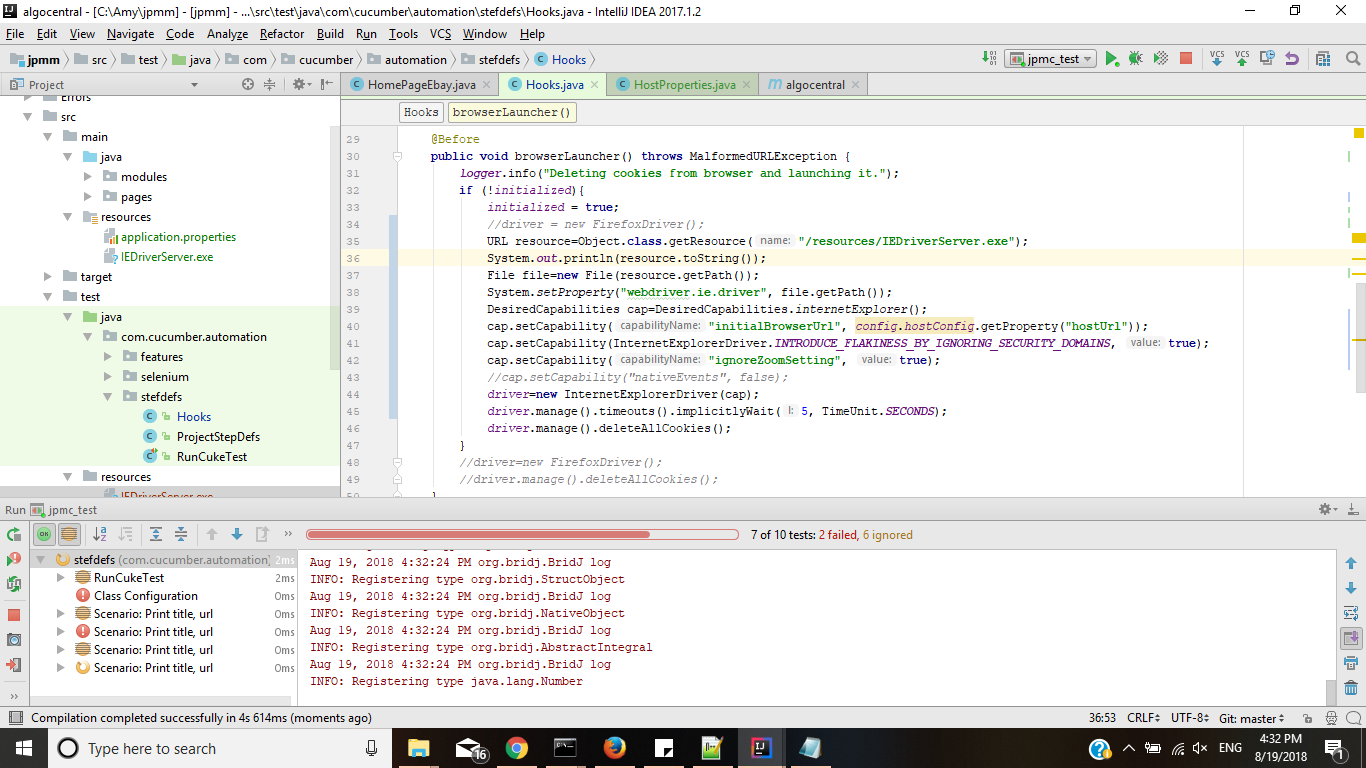 algocentral - [C:\Amy\jpmm] - [jpmm] - ...\src\test\java\com\cucumber\automation\stefdefs\Hooks.java - IntelliJ IDEA 2017.1.2
File Edit View Navigate Code Analyze Refactor Build Run Tools VCS Window Help
jpmm src test java com cucumber automation stefdefs Hooks
jpmc_test VCS VCS
Project
HomePageEbay.java Hooks.java HostProperties.java algocentral
Hooks browserLauncher()
Errors
src
main
java
modules
pages
resources
application.properties
IEDriverServer.exe
target
test
java
com.cucumber.automation
features
selenium
stefdefs
Hooks
ProjectStepDefs
RunCukeTest
resources
IEDriverServer.exe
29 @Before
30 public void browserLauncher() throws MalformedURLException {
31 logger.info("Deleting cookies from browser and launching it.");
32 if (!initialized){
33 initialized = true;
34 //driver = new FirefoxDriver();
35 URL resource=Object.class.getResource( name: "/resources/IEDriverServer.exe");
36 System.out.println(resource.toString());
37 File file=new File(resource.getPath());
38 System.setProperty("webdriver.ie.driver", file.getPath());
39 DesiredCapabilities cap=DesiredCapabilities.internetExplorer();
40 cap.setCapability( capabilityName: "initialBrowserUrl", config.hostConfig.getProperty("hostUrl"));
41 cap.setCapability(InternetExplorerDriver.INTRODUCE_FLAKINESS_BY_IGNORING_SECURITY_DOMAINS, value: true);
42 cap.setCapability( capabilityName: "ignoreZoomSetting", value: true);
43 //cap.setCapability("nativeEvents", false);
44 driver=new InternetExplorerDriver(cap);
45 driver.manage().timeouts().implicitlyWait( l: 5, TimeUnit.SECONDS);
46 driver.manage().deleteAllCookies();
47 }
48 //driver=new FirefoxDriver();
49 //driver.manage().deleteAllCookies();
50 }
Run jpmc_test
7 of 10 tests: 2 failed, 6 ignored
stefdefs (com.cucumber.automation) 2ms
RunCukeTest 2ms
Class Configuration 0ms
Scenario: Print title, url 0ms
Scenario: Print title, url 0ms
Scenario: Print title, url 0ms
Scenario: Print title, url 0ms
Aug 19, 2018 4:32:24 PM org.bridj.BridJ log
INFO: Registering type org.bridj.StructObject
Aug 19, 2018 4:32:24 PM org.bridj.BridJ log
INFO: Registering type org.bridj.NativeObject
Aug 19, 2018 4:32:24 PM org.bridj.BridJ log
INFO: Registering type org.bridj.AbstractIntegral
Aug 19, 2018 4:32:24 PM org.bridj.BridJ log
INFO: Registering type java.lang.Number
Compilation completed successfully in 4s 614ms (moments ago)
36:53 CRLF UTF-8 Git: master
Type here to search
16
ENG
4:32 PM
8/19/2018
1